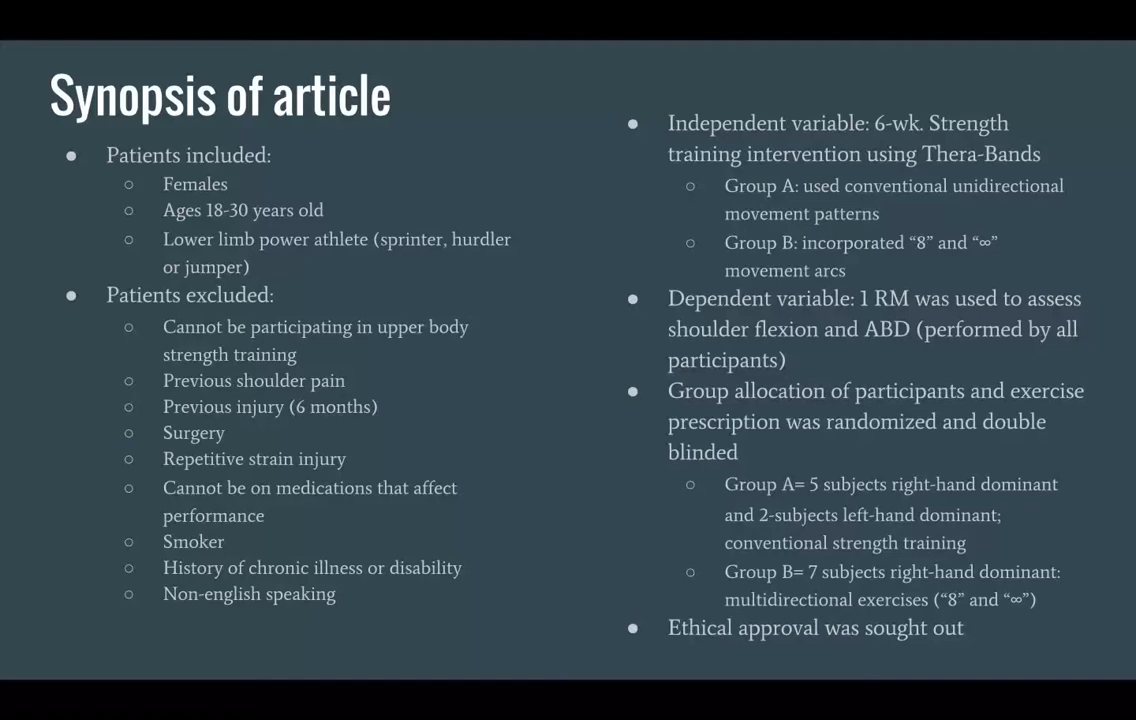 Synopsis of article
● Patients included:
○ Females
○ Ages 18-30 years old
○ Lower limb power athlete (sprinter, hurdler
or jumper)
● Patients excluded:
○ Cannot be participating in upper body
strength training
○ Previous shoulder pain
○ Previous injury (6 months)
○ Surgery
○ Repetitive strain injury
○ Cannot be on medications that affect
performance
○ Smoker
○ History of chronic illness or disability
○ Non-english speaking
● Independent variable: 6-wk. Strength
training intervention using Thera-Bands
○ Group A: used conventional unidirectional
movement patterns
○ Group B: incorporated “8” and “∞”
movement arcs
● Dependent variable: 1 RM was used to assess
shoulder flexion and ABD (performed by all
participants)
● Group allocation of participants and exercise
prescription was randomized and double
blinded
○ Group A= 5 subjects right-hand dominant
and 2-subjects left-hand dominant;
conventional strength training
○ Group B= 7 subjects right-hand dominant:
multidirectional exercises (“8” and “∞”)
● Ethical approval was sought out